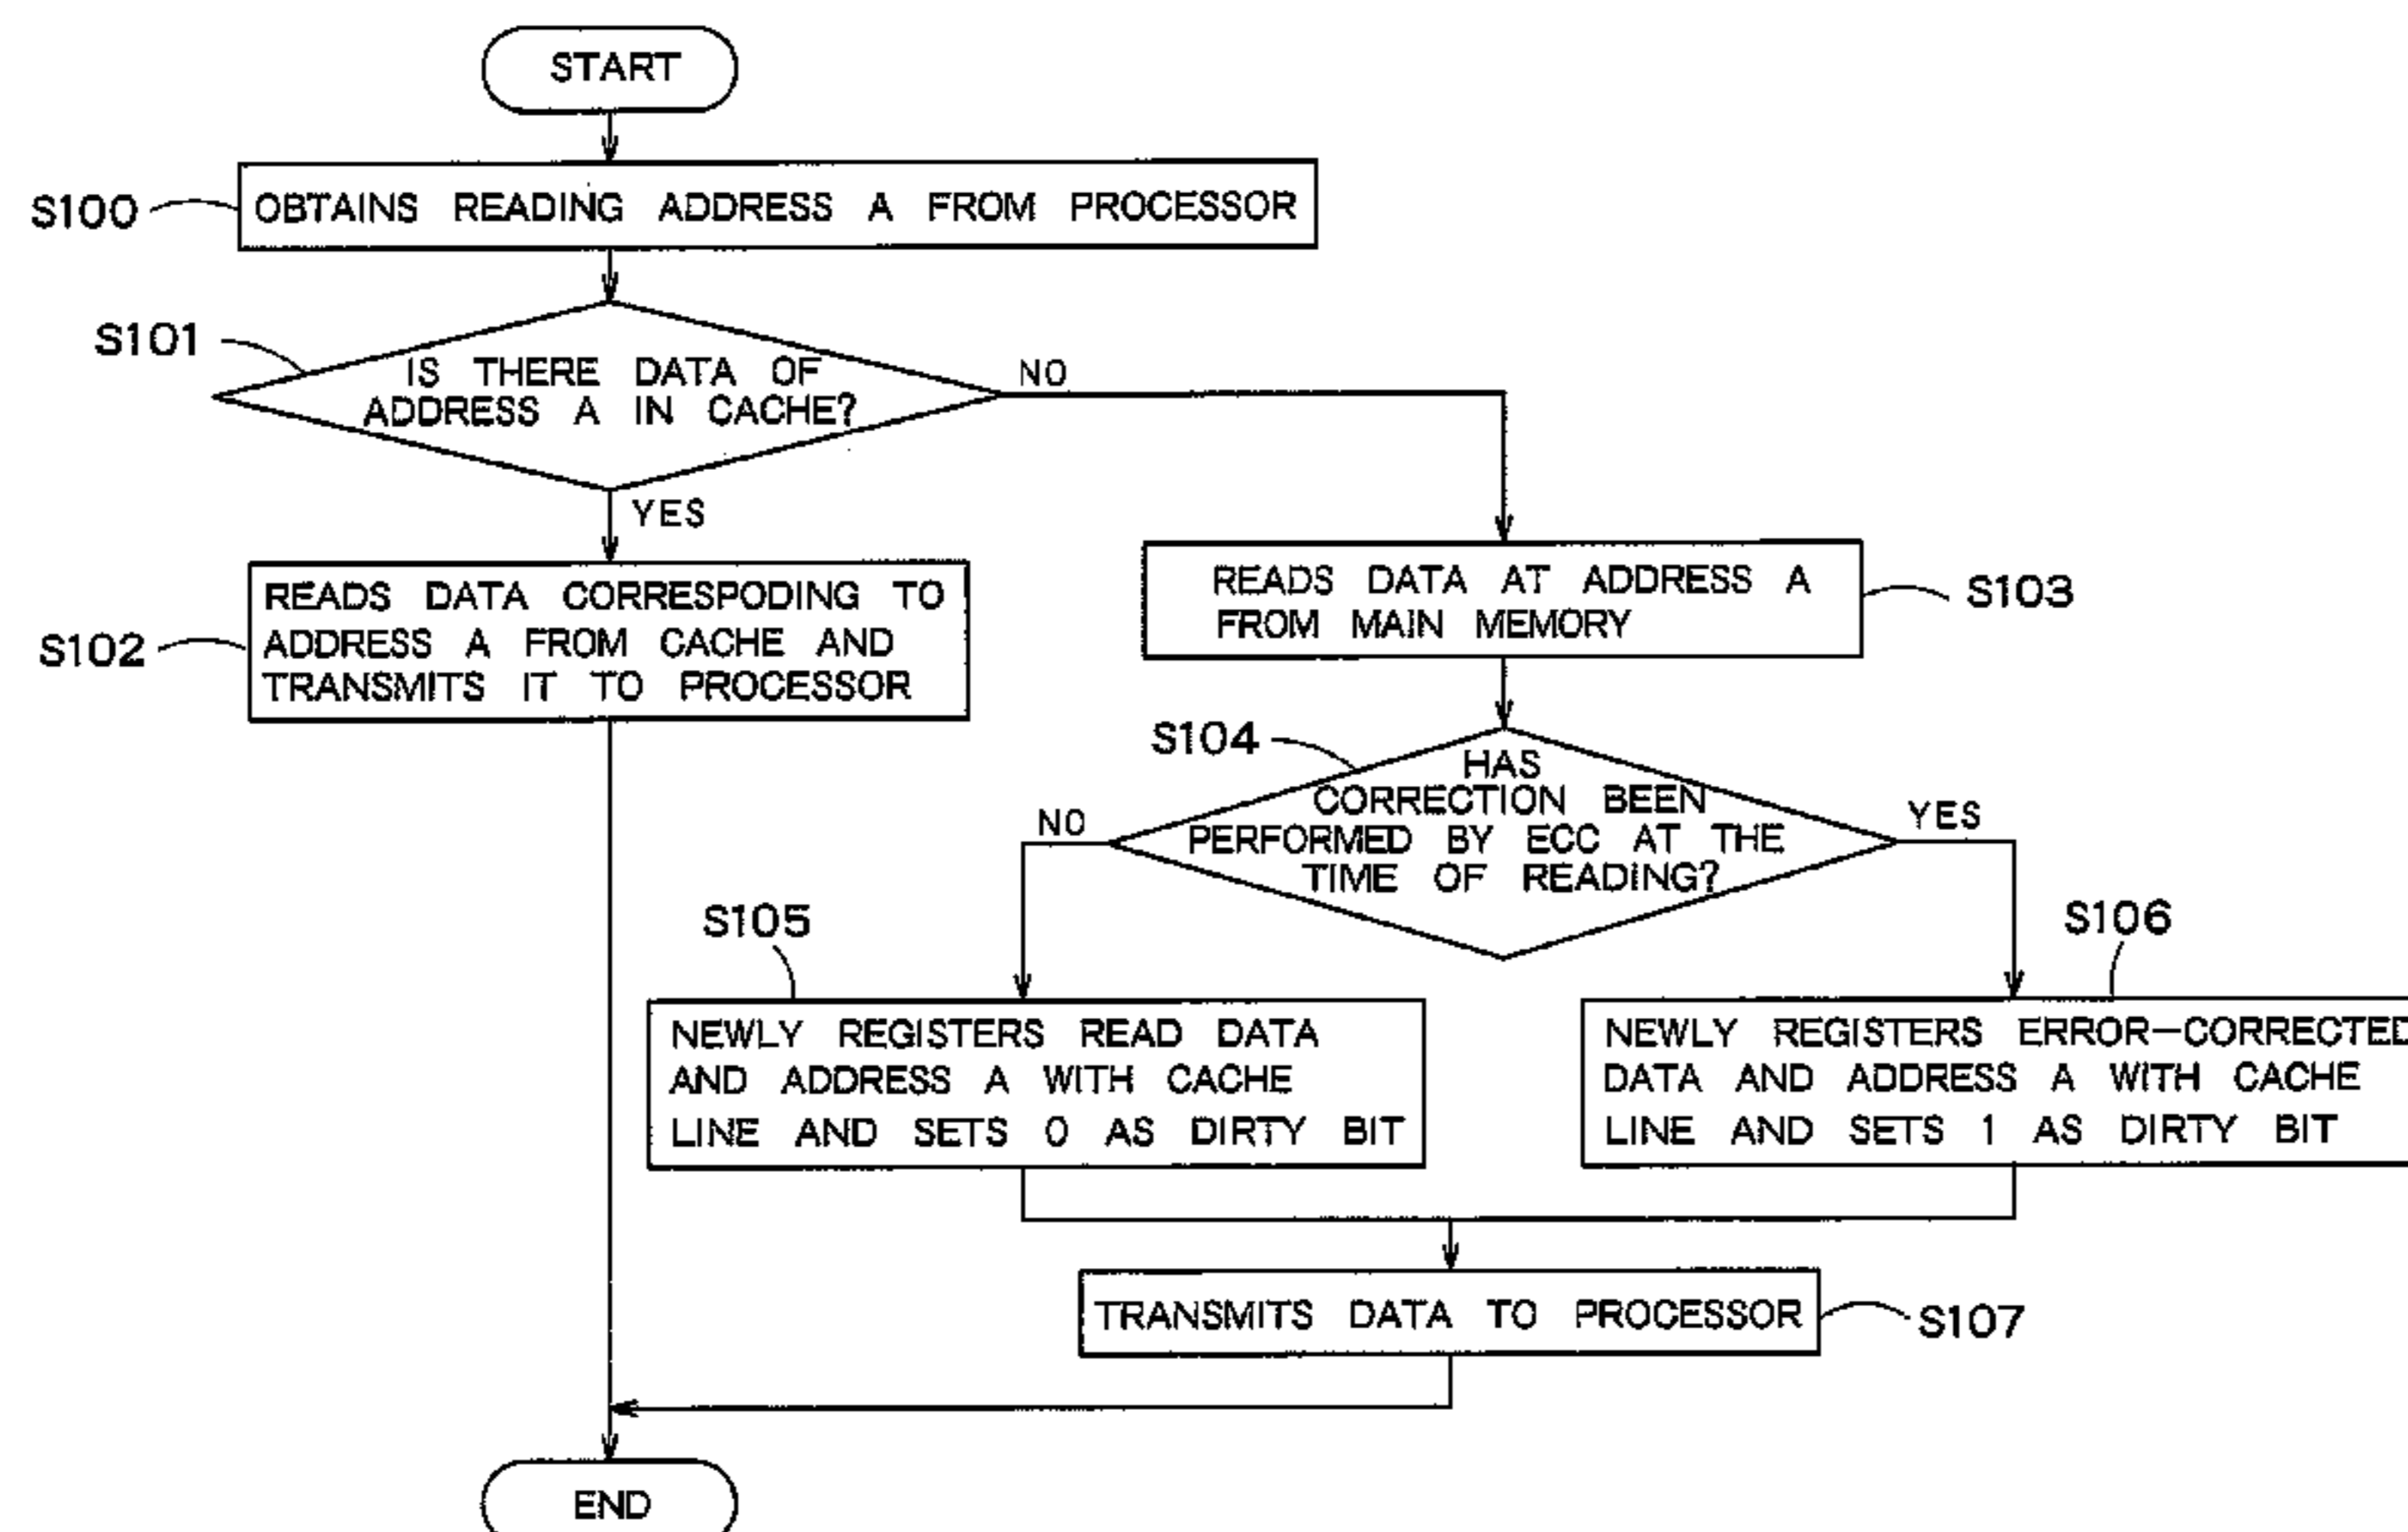 START
S100
OBTAINS READING ADDRESS A FROM PROCESSOR
S101
IS THERE DATA OF
ADDRESS A IN CACHE?
NO
YES
S102
READS DATA CORRESPODING TO
ADDRESS A FROM CACHE AND
TRANSMITS IT TO PROCESSOR
READS DATA AT ADDRESS A
FROM MAIN MEMORY
S103
S104
HAS
CORRECTION BEEN
PERFORMED BY ECC AT THE
TIME OF READING?
NO
YES
S105
NEWLY REGISTERS READ DATA
AND ADDRESS A WITH CACHE
LINE AND SETS 0 AS DIRTY BIT
S106
NEWLY REGISTERS ERROR-CORRECTED
DATA AND ADDRESS A WITH CACHE
LINE AND SETS 1 AS DIRTY BIT
TRANSMITS DATA TO PROCESSOR
S107
END